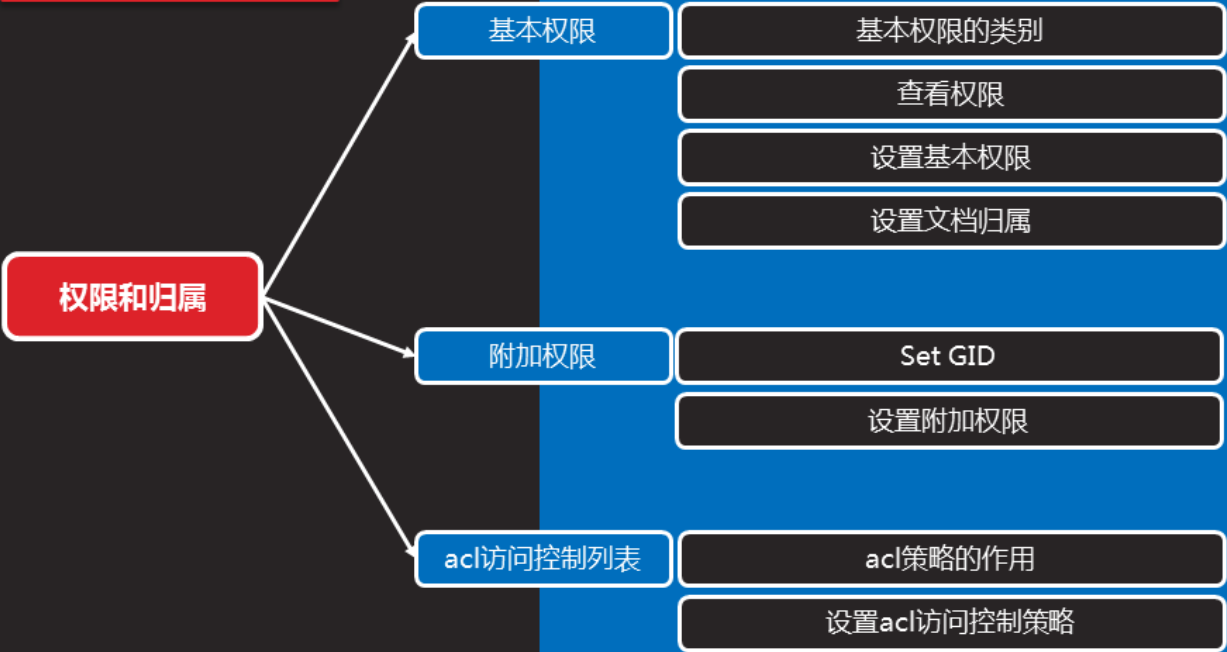 权限和归属
基本权限
基本权限的类别
查看权限
设置基本权限
设置文档归属
附加权限
Set GID
设置附加权限
acl访问控制列表
acl策略的作用
设置acl访问控制策略